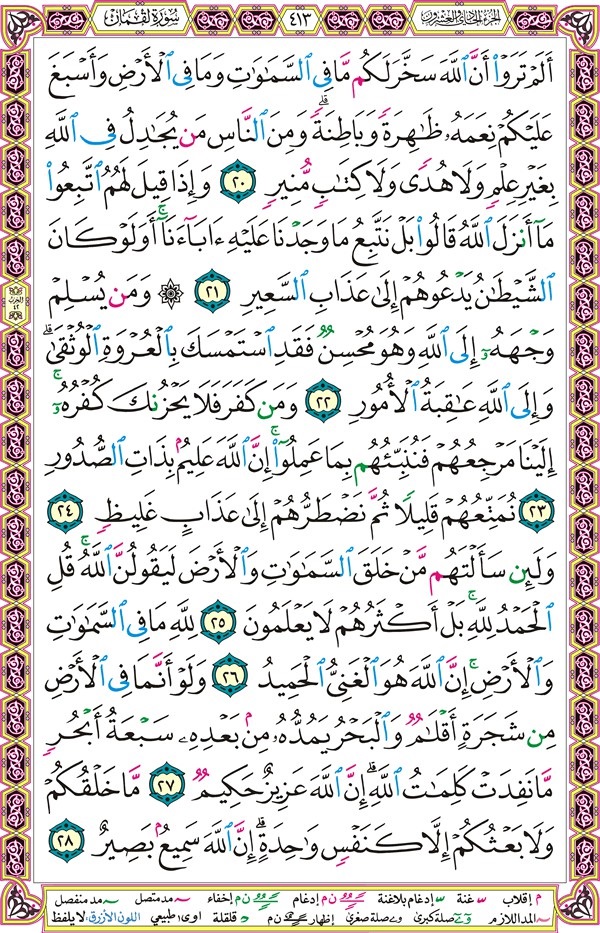 الجزء الحادي والعشرون
٤١٣
سورة لقمان
أَلَمْ تَرَوْا۟ أَنَّ ٱللَّهَ سَخَّرَ لَكُم مَّا فِى ٱلسَّمَـٰوَٰتِ وَمَا فِى ٱلْأَرْضِ وَأَسْبَغَ
عَلَيْكُمْ نِعَمَهُۥ ظَـٰهِرَةً وَبَاطِنَةً ۗ وَمِنَ ٱلنَّاسِ مَن يُجَـٰدِلُ فِى ٱللَّهِ
بِغَيْرِ عِلْمٍ وَلَا هُدًى وَلَا كِتَـٰبٍ مُّنِيرٍ ٢٠ وَإِذَا قِيلَ لَهُمُ ٱتَّبِعُوا۟
مَآ أَنزَلَ ٱللَّهُ قَالُوا۟ بَلْ نَتَّبِعُ مَا وَجَدْنَا عَلَيْهِ ءَابَآءَنَآ ۚ أَوَلَوْ كَانَ
ٱلشَّيْطَـٰنُ يَدْعُوهُمْ إِلَىٰ عَذَابِ ٱلسَّعِيرِ ٢١ ۞ وَمَن يُسْلِمْ
وَجْهَهُۥٓ إِلَى ٱللَّهِ وَهُوَ مُحْسِنٌ فَقَدِ ٱسْتَمْسَكَ بِٱلْعُرْوَةِ ٱلْوُثْقَىٰ ۗ
وَإِلَى ٱللَّهِ عَـٰقِبَةُ ٱلْأُمُورِ ٢٢ وَمَن كَفَرَ فَلَا يَحْزُنكَ كُفْرُهُۥٓ ۚ
إِلَيْنَا مَرْجِعُهُمْ فَنُنَبِّئُهُم بِمَا عَمِلُوٓا۟ ۚ إِنَّ ٱللَّهَ عَلِيمٌۢ بِذَاتِ ٱلصُّدُورِ
٢٣ نُمَتِّعُهُمْ قَلِيلًا ثُمَّ نَضْطَرُّهُمْ إِلَىٰ عَذَابٍ غَلِيظٍ ٢٤
وَلَئِن سَأَلْتَهُم مَّنْ خَلَقَ ٱلسَّمَـٰوَٰتِ وَٱلْأَرْضَ لَيَقُولُنَّ ٱللَّهُ ۚ قُلِ
ٱلْحَمْدُ لِلَّهِ ۚ بَلْ أَكْثَرُهُمْ لَا يَعْلَمُونَ ٢٥ لِلَّهِ مَا فِى ٱلسَّمَـٰوَٰتِ
وَٱلْأَرْضِ ۚ إِنَّ ٱللَّهَ هُوَ ٱلْغَنِىُّ ٱلْحَمِيدُ ٢٦ وَلَوْ أَنَّمَا فِى ٱلْأَرْضِ
مِن شَجَرَةٍ أَقْلَـٰمٌ وَٱلْبَحْرُ يَمُدُّهُۥ مِنۢ بَعْدِهِۦ سَبْعَةُ أَبْحُرٍ
مَّا نَفِدَتْ كَلِمَـٰتُ ٱللَّهِ ۗ إِنَّ ٱللَّهَ عَزِيزٌ حَكِيمٌ ٢٧ مَّا خَلْقُكُمْ
وَلَا بَعْثُكُمْ إِلَّا كَنَفْسٍ وَٰحِدَةٍ ۗ إِنَّ ٱللَّهَ سَمِيعٌۢ بَصِيرٌ ٢٨
الحزب ٤٢
م إقلاب غنة إدغام بلاغنة ن م إدغام ن م إخفاء مد متصل مد منفصل
المد اللازم صلة كبرى صلة صغرى إظهار ن م قلقلة اوى طبيعي اللون الأزرق: لا يلفظ